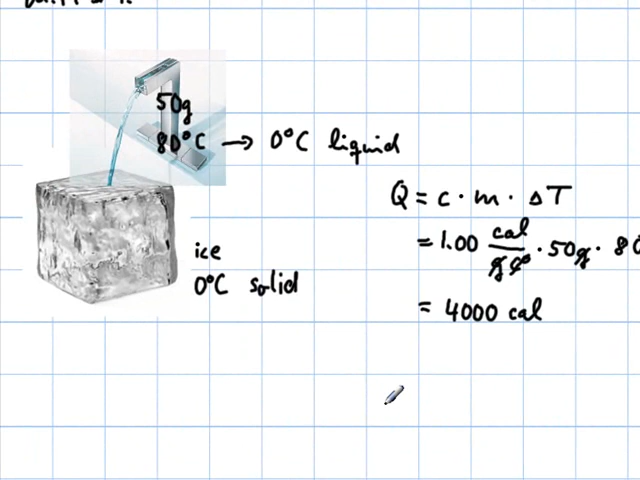 50g
80°C → 0°C liquid
Q = c · m · ΔT
= 1.00 cal/g c° · 50g · 80
ice
0°C solid
= 4000 cal